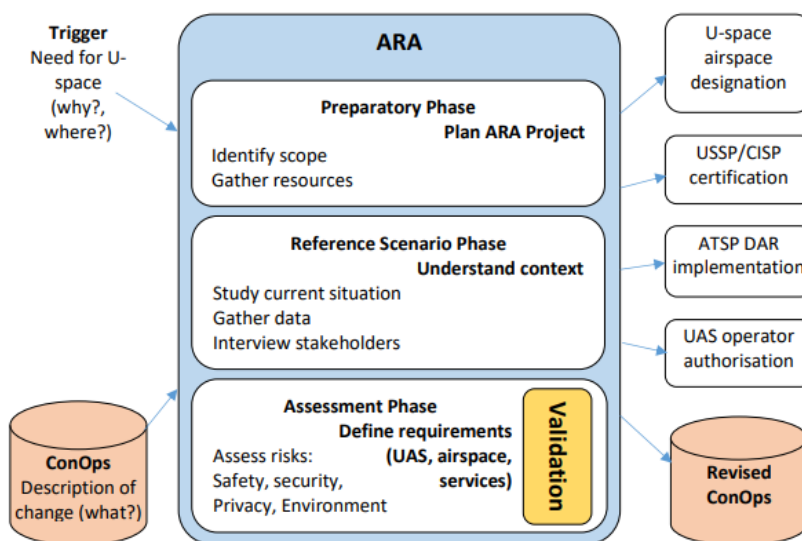 Trigger
Need for U-
space
(why?,
where?)
ARA
Preparatory Phase
Plan ARA Project
Identify scope
Gather resources
Reference Scenario Phase
Understand context
Study current situation
Gather data
Interview stakeholders
ConOps
Description of
change (what?)
Assessment Phase
Define requirements
Assess risks: (UAS, airspace,
Safety, security, services)
Privacy, Environment
Validation
U-space
airspace
designation
USSP/CISP
certification
ATSP DAR
implementation
UAS operator
authorisation
Revised
ConOps